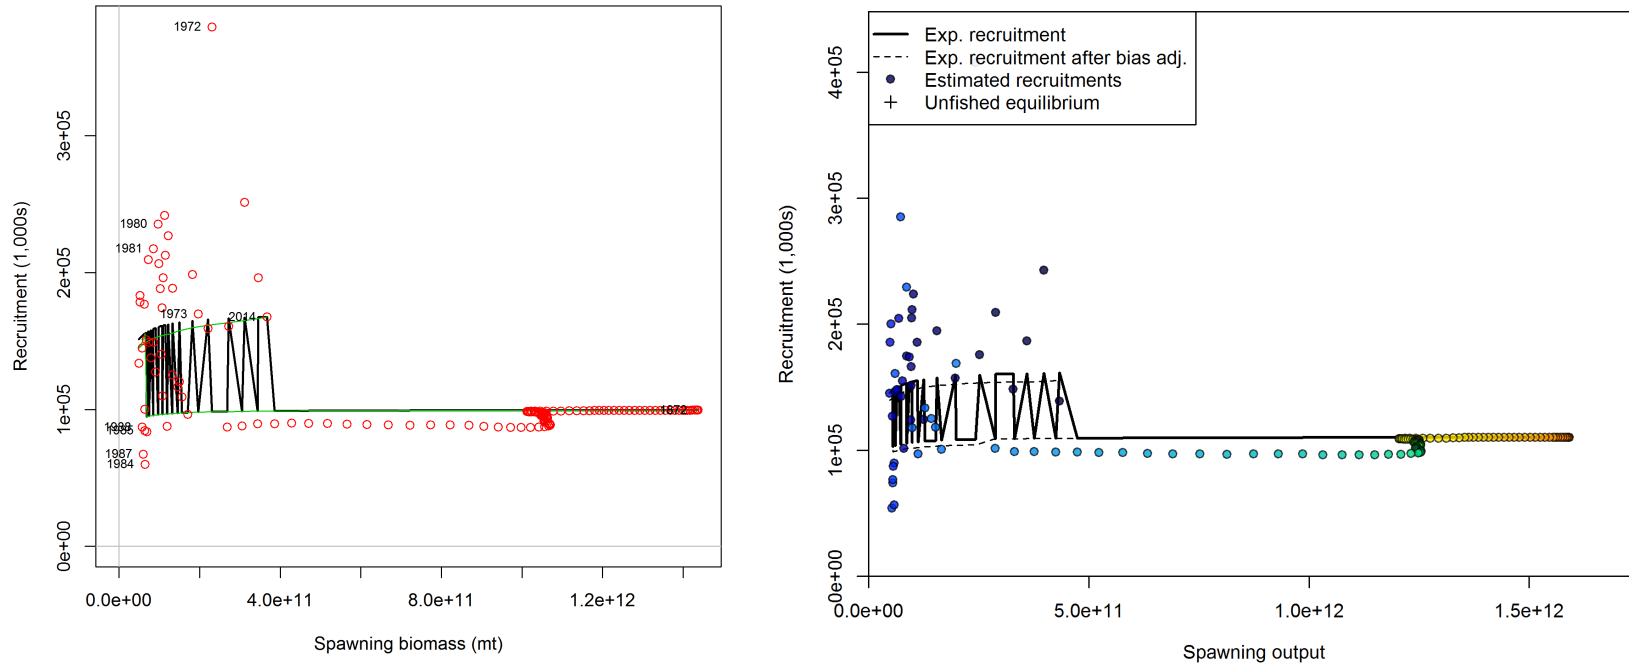 1972
1980
1981
1973
2014
1985
1987
1984
1872
3e+05
2e+05
1e+05
0e+00
Recruitment (1,000s)
0.0e+00 4.0e+11 8.0e+11 1.2e+12
Spawning biomass (mt)
Exp. recruitment
Exp. recruitment after bias adj.
Estimated recruitments
Unfished equilibrium
4e+05
3e+05
2e+05
1e+05
0e+00
Recruitment (1,000s)
0.0e+00 5.0e+11 1.0e+12 1.5e+12
Spawning output